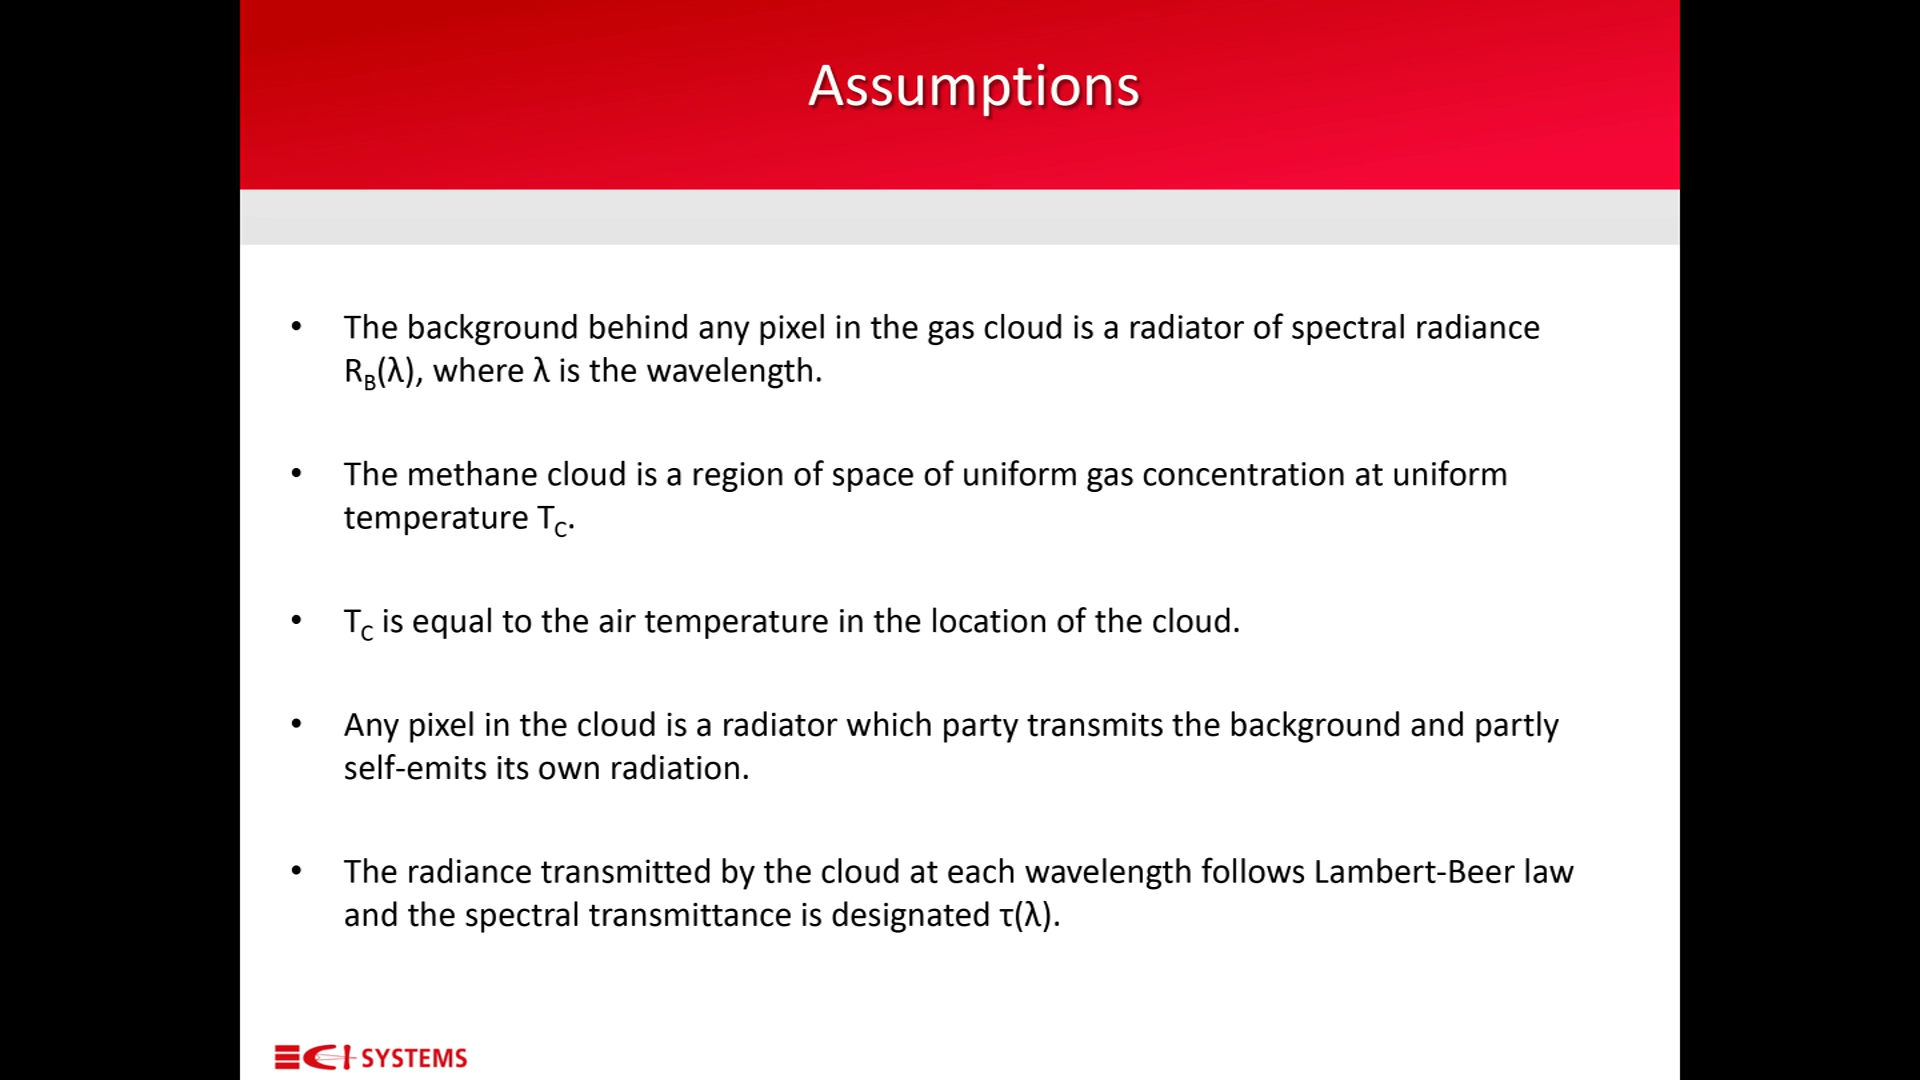 Assumptions
• The background behind any pixel in the gas cloud is a radiator of spectral radiance
R_B(λ), where λ is the wavelength.
• The methane cloud is a region of space of uniform gas concentration at uniform
temperature T_C.
• T_C is equal to the air temperature in the location of the cloud.
• Any pixel in the cloud is a radiator which party transmits the background and partly
self-emits its own radiation.
• The radiance transmitted by the cloud at each wavelength follows Lambert-Beer law
and the spectral transmittance is designated τ(λ).
CI SYSTEMS